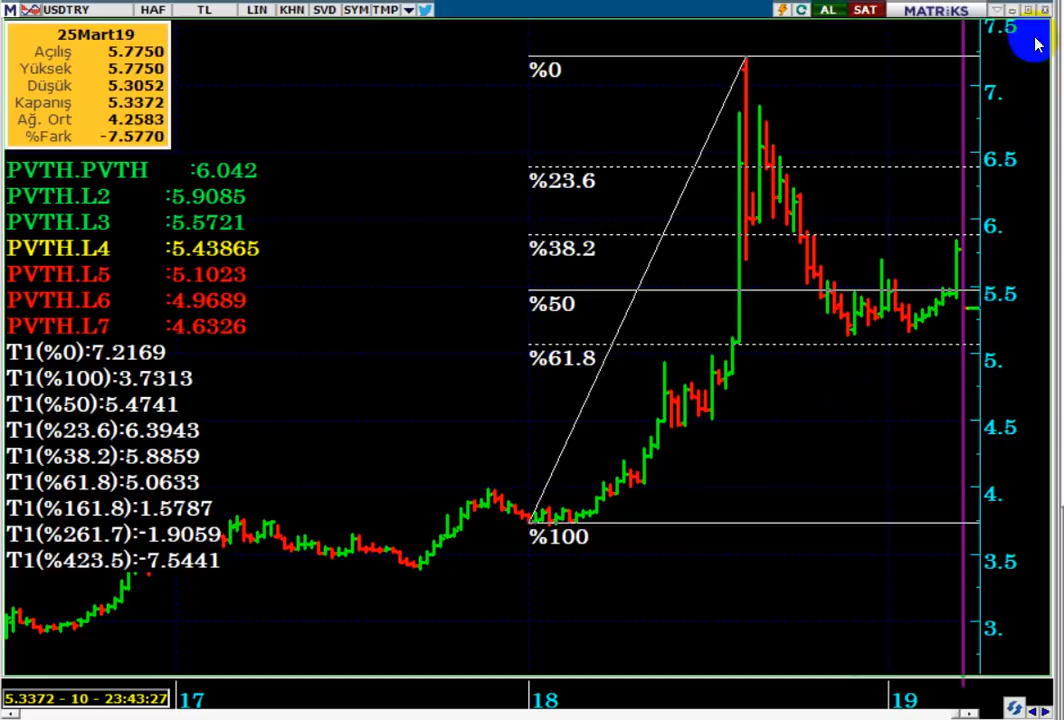 M USDTRY HAF TL LIN KHN SVD SYM TMP AL SAT MATRiKS
25Mart19
Açılış 5.7750
Yüksek 5.7750
Düşük 5.3052
Kapanış 5.3372
Ağ. Ort 4.2583
%Fark -7.5770
PVTH.PVTH :6.042
PVTH.L2 :5.9085
PVTH.L3 :5.5721
PVTH.L4 :5.43865
PVTH.L5 :5.1023
PVTH.L6 :4.9689
PVTH.L7 :4.6326
T1(%0):7.2169
T1(%100):3.7313
T1(%50):5.4741
T1(%23.6):6.3943
T1(%38.2):5.8859
T1(%61.8):5.0633
T1(%161.8):1.5787
T1(%261.7):-1.9059
T1(%423.5):-7.5441
%0
%23.6
%38.2
%50
%61.8
%100
7.5
7.
6.5
6.
5.5
5.
4.5
4.
3.5
3.
5.3372 - 10 - 23:43:27 17 18 19